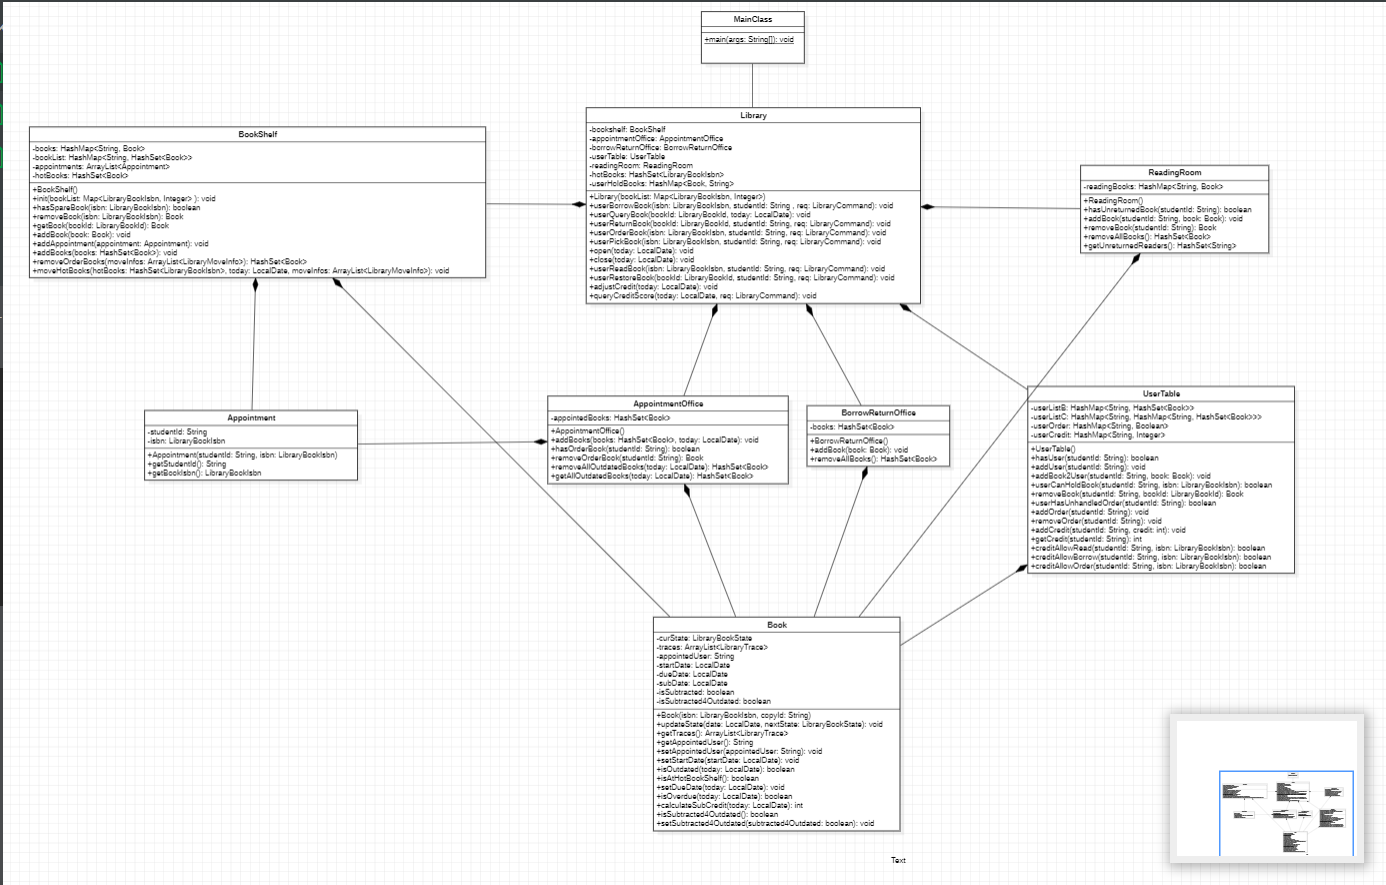 MainClass
+main(args: String[]): void
Library
-bookshelf: BookShelf
-appointmentOffice: AppointmentOffice
-borrowReturnOffice: BorrowReturnOffice
-userTable: UserTable
-readingRoom: ReadingRoom
-hotBooks: HashSet<LibraryBookIsbn>
-userHoldBooks: HashMap<Book, String>
+Library(bookList: Map<LibraryBookIsbn, Integer>)
+userBorrowBook(isbn: LibraryBookIsbn, studentId: String , req: LibraryCommand): void
+userQueryBook(bookId: LibraryBookId, today: LocalDate): void
+userReturnBook(bookId: LibraryBookId, studentId: String, req: LibraryCommand): void
+userOrderBook(isbn: LibraryBookIsbn, studentId: String, req: LibraryCommand): void
+userPickBook(isbn: LibraryBookIsbn, studentId: String, req: LibraryCommand): void
+open(today: LocalDate): void
+close(today: LocalDate): void
+userReadBook(isbn: LibraryBookIsbn, studentId: String, req: LibraryCommand): void
+userRestoreBook(bookId: LibraryBookId, studentId: String, req: LibraryCommand): void
+adjustCredit(today: LocalDate): void
+queryCreditScore(today: LocalDate, req: LibraryCommand): void
BookShelf
-books: HashMap<String, Book>
-bookList: HashMap<String, HashSet<Book>>
-appointments: ArrayList<Appointment>
-hotBooks: HashSet<Book>
+BookShelf()
+init(bookList: Map<LibraryBookIsbn, Integer> ): void
+hasSpareBook(isbn: LibraryBookIsbn): boolean
+removeBook(isbn: LibraryBookIsbn): Book
+getBook(bookId: LibraryBookId): Book
+addBook(book: Book): void
+addAppointment(appointment: Appointment): void
+addBooks(books: HashSet<Book>): void
+removeOrderBooks(moveInfos: ArrayList<LibraryMoveInfo>): HashSet<Book>
+moveHotBooks(hotBooks: HashSet<LibraryBookIsbn>, today: LocalDate, moveInfos: ArrayList<LibraryMoveInfo>): void
ReadingRoom
-readingBooks: HashMap<String, Book>
+ReadingRoom()
+hasUnreturnedBook(studentId: String): boolean
+addBook(studentId: String, book: Book): void
+removeBook(studentId: String): Book
+removeAllBooks(): HashSet<Book>
+getUnreturnedReaders(): HashSet<String>
Appointment
-studentId: String
-isbn: LibraryBookIsbn
+Appointment(studentId: String, isbn: LibraryBookIsbn)
+getStudentId(): String
+getBookIsbn(): LibraryBookIsbn
AppointmentOffice
-appointedBooks: HashSet<Book>
+AppointmentOffice()
+addBooks(books: HashSet<Book>, today: LocalDate): void
+hasOrderBook(studentId: String): boolean
+removeOrderBook(studentId: String): Book
+removeAllOutdatedBooks(today: LocalDate): HashSet<Book>
+getAllOutdatedBooks(today: LocalDate): HashSet<Book>
BorrowReturnOffice
-books: HashSet<Book>
+BorrowReturnOffice()
+addBook(book: Book): void
+removeAllBooks(): HashSet<Book>
UserTable
-userListB: HashMap<String, HashSet<Book>>
-userListC: HashMap<String, HashMap<String, HashSet<Book>>>
-userOrder: HashMap<String, Boolean>
-userCredit: HashMap<String, Integer>
+UserTable()
+hasUser(studentId: String): boolean
+addUser(studentId: String): void
+addBook2User(studentId: String, book: Book): void
+userCanHoldBook(studentId: String, isbn: LibraryBookIsbn): boolean
+removeBook(studentId: String, bookId: LibraryBookId): Book
+userHasUnhandledOrder(studentId: String): boolean
+addOrder(studentId: String): void
+removeOrder(studentId: String): void
+addCredit(studentId: String, credit: int): void
+getCredit(studentId: String): int
+creditAllowRead(studentId: String, isbn: LibraryBookIsbn): boolean
+creditAllowBorrow(studentId: String, isbn: LibraryBookIsbn): boolean
+creditAllowOrder(studentId: String, isbn: LibraryBookIsbn): boolean
Book
-curState: LibraryBookState
-traces: ArrayList<LibraryTrace>
-appointedUser: String
-startDate: LocalDate
-dueDate: LocalDate
-subDate: LocalDate
-isSubtracted: boolean
-isSubtracted4Outdated: boolean
+Book(isbn: LibraryBookIsbn, copyId: String)
+updateState(date: LocalDate, nextState: LibraryBookState): void
+getTraces(): ArrayList<LibraryTrace>
+getAppointedUser(): String
+setAppointedUser(appointedUser: String): void
+setStartDate(startDate: LocalDate): void
+isOutdated(today: LocalDate): boolean
+isAtHotBookShelf(): boolean
+setDueDate(today: LocalDate): void
+isOverdue(today: LocalDate): boolean
+calculateSubCredit(today: LocalDate): int
+isSubtracted4Outdated(): boolean
+setSubtracted4Outdated(subtracted4Outdated: boolean): void
Text